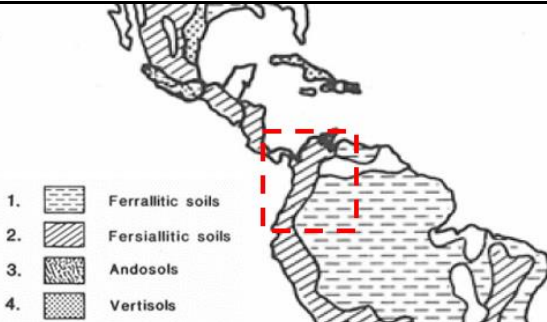 1. Ferrallitic soils
2. Fersiallitic soils
3. Andosols
4. Vertisols